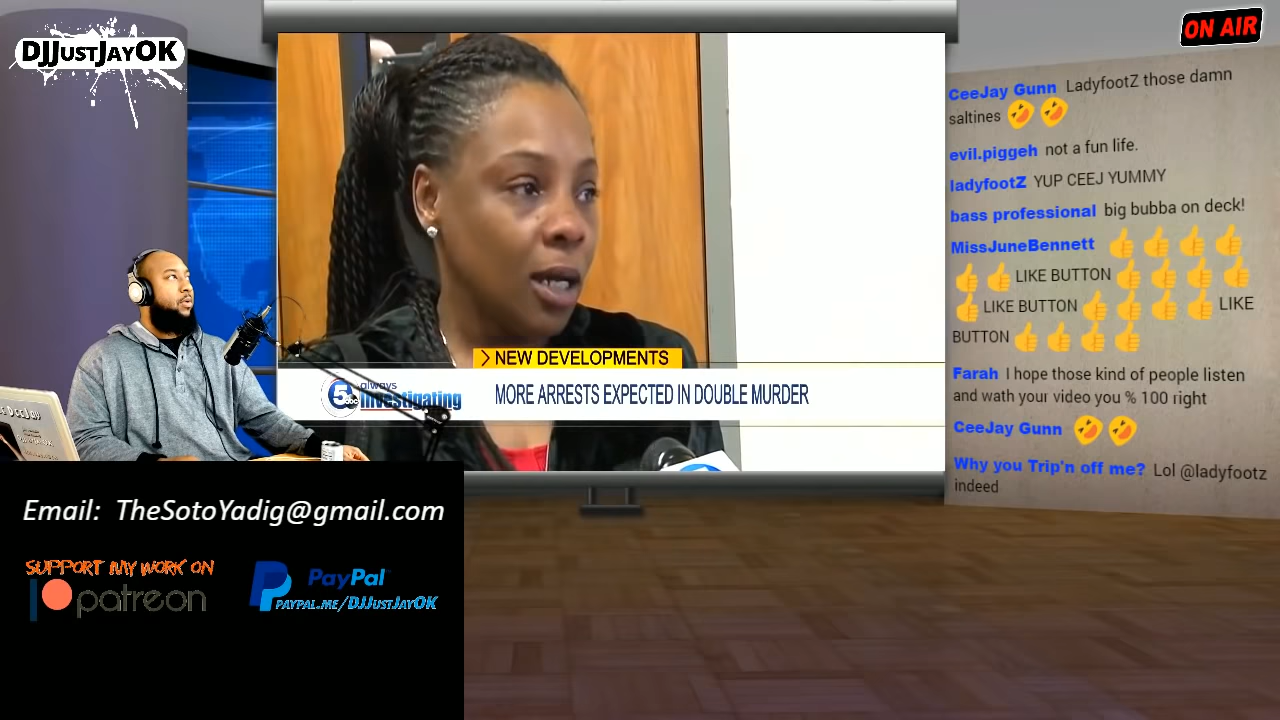 DJJustJayOK
ON AIR
CeeJay Gunn LadyfootZ those damn
saltines 🤣 🤣
evil.piggeh not a fun life.
ladyfootZ YUP CEEJ YUMMY
bass professional big bubba on deck!
MissJuneBennett 👍 👍 👍 👍
👍 👍 LIKE BUTTON 👍 👍 👍 👍
👍 LIKE BUTTON 👍 👍 👍 👍 LIKE
BUTTON 👍 👍 👍 👍
Farah I hope those kind of people listen
and wath your video you % 100 right
CeeJay Gunn 🤣 🤣
Why you Trip'n off me? Lol @ladyfootz
indeed
NEW DEVELOPMENTS
5 abc always
investigating
MORE ARRESTS EXPECTED IN DOUBLE MURDER
Email: TheSotoYadig@gmail.com
SUPPORT MY WORK ON
patreon
PayPal
PAYPAL.ME/DJJUSTJAYOK